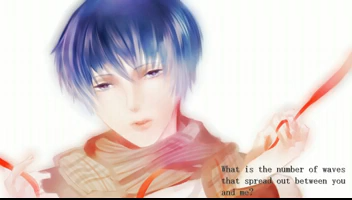 What is the number of waves
that spread out between you
and me?